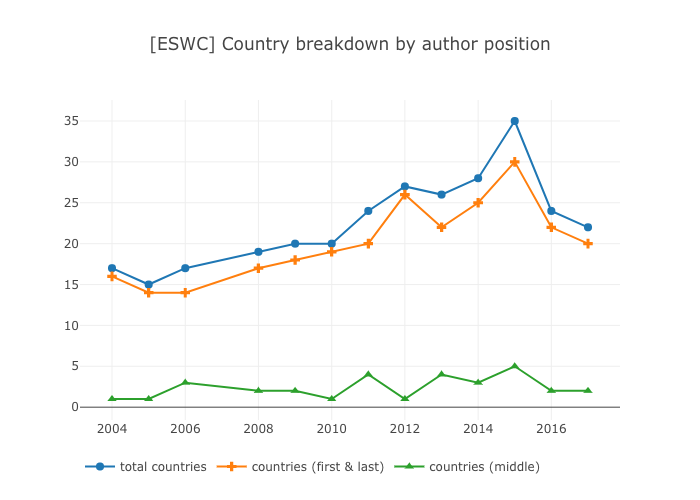 [ESWC] Country breakdown by author position
35
30
25
20
15
10
5
0
2004 2006 2008 2010 2012 2014 2016
total countries countries (first & last) countries (middle)